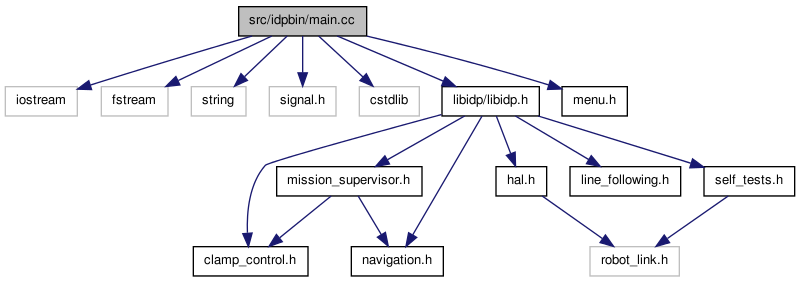 src/idpbin/main.cc
iostream
fstream
string
signal.h
cstdlib
libidp/libidp.h
menu.h
mission_supervisor.h
hal.h
line_following.h
self_tests.h
clamp_control.h
navigation.h
robot_link.h